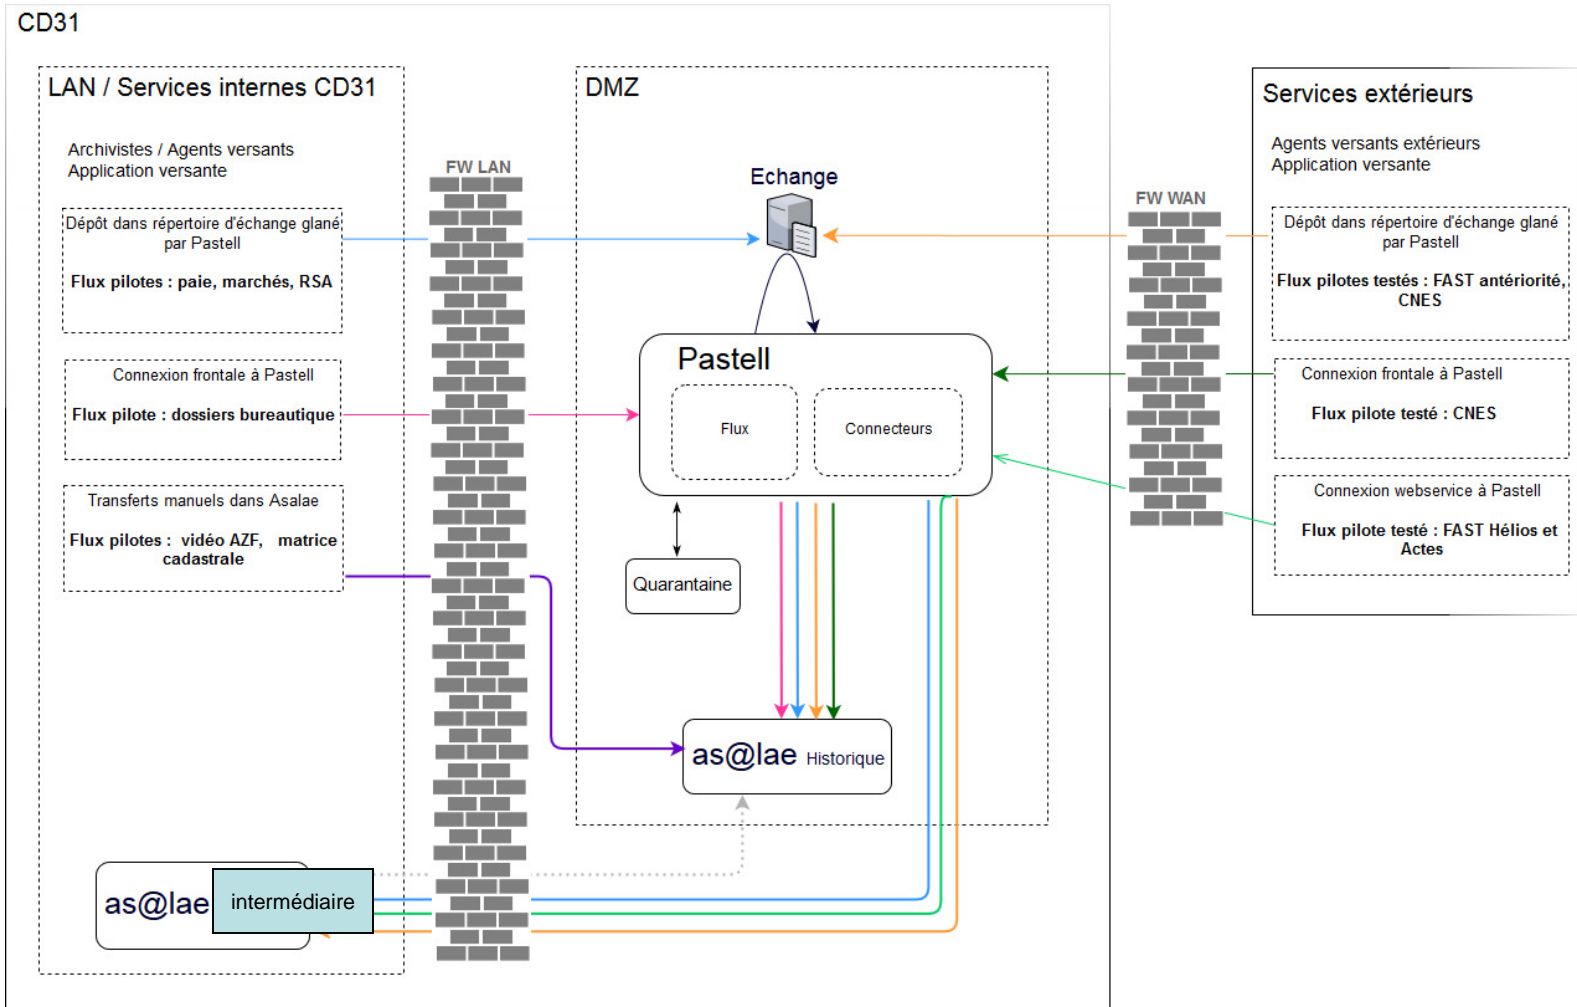 CD31
LAN / Services internes CD31
Archivistes / Agents versants
Application versante
Dépôt dans répertoire d'échange glané
par Pastell
Flux pilotes : paie, marchés, RSA
Connexion frontale à Pastell
Flux pilote : dossiers bureautique
Transferts manuels dans Asalae
Flux pilotes : vidéo AZF, matrice
cadastrale
as@lae
intermédiaire
FW LAN
DMZ
Echange
Pastell
Flux
Connecteurs
Quarantaine
as@lae Historique
FW WAN
Services extérieurs
Agents versants extérieurs
Application versante
Dépôt dans répertoire d'échange glané
par Pastell
Flux pilotes testés : FAST antériorité,
CNES
Connexion frontale à Pastell
Flux pilote testé : CNES
Connexion webservice à Pastell
Flux pilote testé : FAST Hélios et
Actes